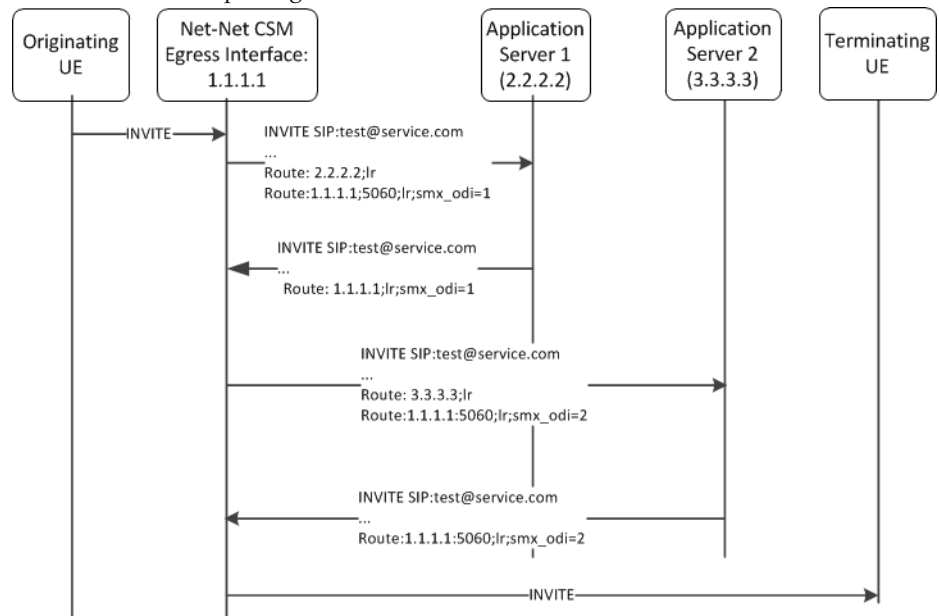 Originating
UE
Net-Net CSM
Egress Interface:
1.1.1.1
Application
Server 1
(2.2.2.2)
Application
Server 2
(3.3.3.3)
Terminating
UE
INVITE
INVITE SIP:test@service.com
...
Route: 2.2.2.2;lr
Route:1.1.1.1;5060;lr;smx_odi=1
INVITE SIP:test@service.com
...
Route: 1.1.1.1;lr;smx_odi=1
INVITE SIP:test@service.com
...
Route: 3.3.3.3;lr
Route:1.1.1.1:5060;lr;smx_odi=2
INVITE SIP:test@service.com
...
Route:1.1.1.1:5060;lr;smx_odi=2
INVITE